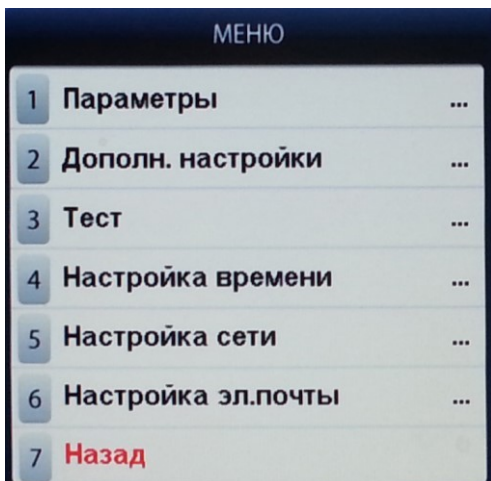 МЕНЮ
1 Параметры ...
2 Дополн. настройки ...
3 Тест ...
4 Настройка времени ...
5 Настройка сети ...
6 Настройка эл.почты ...
7 Назад